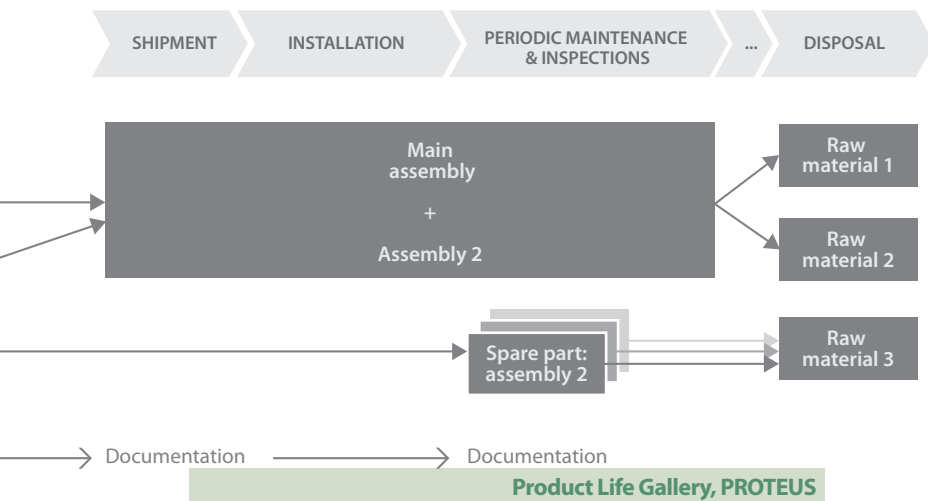 SHIPMENT
INSTALLATION
PERIODIC MAINTENANCE
& INSPECTIONS
...
DISPOSAL
Main
assembly
+
Assembly 2
Raw
material 1
Raw
material 2
Spare part:
assembly 2
Raw
material 3
Documentation
Documentation
Product Life Gallery, PROTEUS